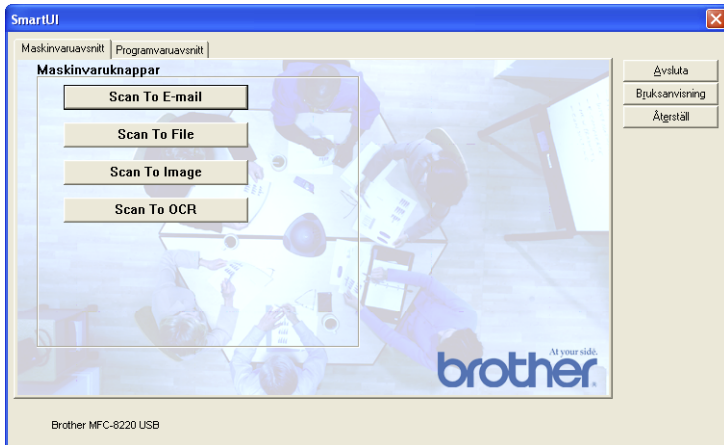 SmartUI
Maskinvaruavsnitt
Programvaruavsnitt
Maskinvaruknappar
Scan To E-mail
Scan To File
Scan To Image
Scan To OCR
Avsluta
Bruksanvisning
Återställ
At your side.
brother
Brother MFC-8220 USB